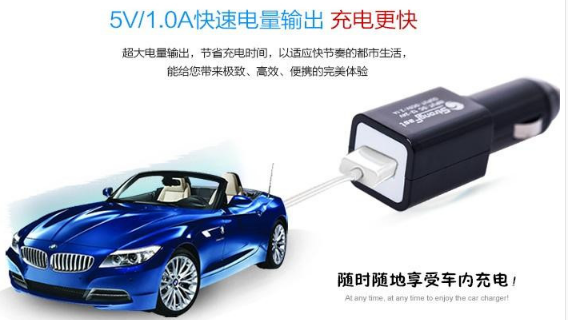 5V/1.0A快速电量输出 充电更快
超大电量输出，节省充电时间，以适应快节奏的都市生活，
能给您带来极致、高效、便携的完美体验
StrongFast
随时随地享受车内充电！
At any time, at any time to enjoy the car charger!